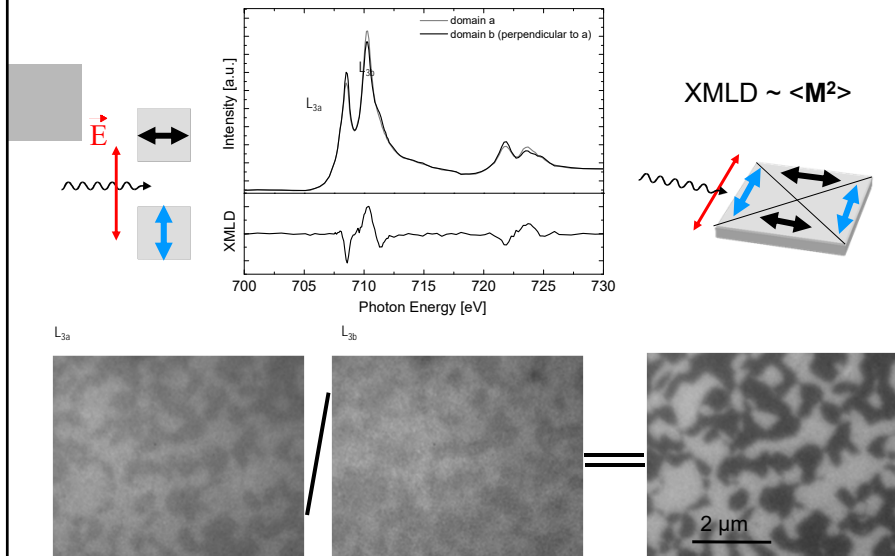 domain a
domain b (perpendicular to a)
L3b
L3a
Intensity [a.u.]
XMLD ~ <M²>
E
XMLD
700 705 710 715 720 725 730
Photon Energy [eV]
L3a
L3b
2 µm